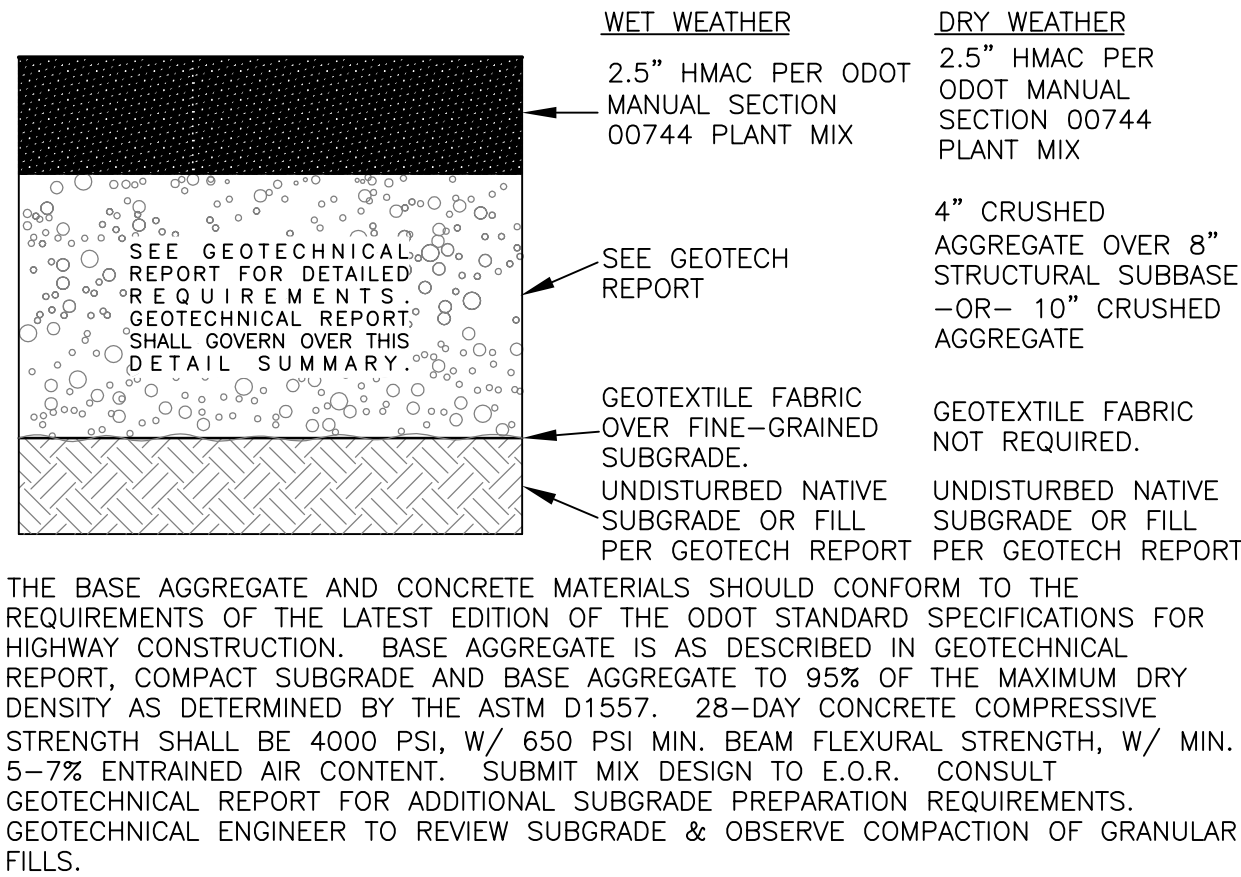 WET WEATHER
2.5” HMAC PER ODOT
MANUAL SECTION
00744 PLANT MIX
SEE GEOTECH
REPORT
GEOTEXTILE FABRIC
OVER FINE–GRAINED
SUBGRADE.
UNDISTURBED NATIVE
SUBGRADE OR FILL
PER GEOTECH REPORT
DRY WEATHER
2.5” HMAC PER
ODOT MANUAL
SECTION 00744
PLANT MIX
4” CRUSHED
AGGREGATE OVER 8”
STRUCTURAL SUBBASE
–OR– 10” CRUSHED
AGGREGATE
GEOTEXTILE FABRIC
NOT REQUIRED.
UNDISTURBED NATIVE
SUBGRADE OR FILL
PER GEOTECH REPORT
SEE GEOTECHNICAL
REPORT FOR DETAILED
REQUIREMENTS.
GEOTECHNICAL REPORT
SHALL GOVERN OVER THIS
DETAIL SUMMARY.
THE BASE AGGREGATE AND CONCRETE MATERIALS SHOULD CONFORM TO THE
REQUIREMENTS OF THE LATEST EDITION OF THE ODOT STANDARD SPECIFICATIONS FOR
HIGHWAY CONSTRUCTION. BASE AGGREGATE IS AS DESCRIBED IN GEOTECHNICAL
REPORT, COMPACT SUBGRADE AND BASE AGGREGATE TO 95% OF THE MAXIMUM DRY
DENSITY AS DETERMINED BY THE ASTM D1557. 28–DAY CONCRETE COMPRESSIVE
STRENGTH SHALL BE 4000 PSI, W/ 650 PSI MIN. BEAM FLEXURAL STRENGTH, W/ MIN.
5–7% ENTRAINED AIR CONTENT. SUBMIT MIX DESIGN TO E.O.R. CONSULT
GEOTECHNICAL REPORT FOR ADDITIONAL SUBGRADE PREPARATION REQUIREMENTS.
GEOTECHNICAL ENGINEER TO REVIEW SUBGRADE & OBSERVE COMPACTION OF GRANULAR
FILLS.